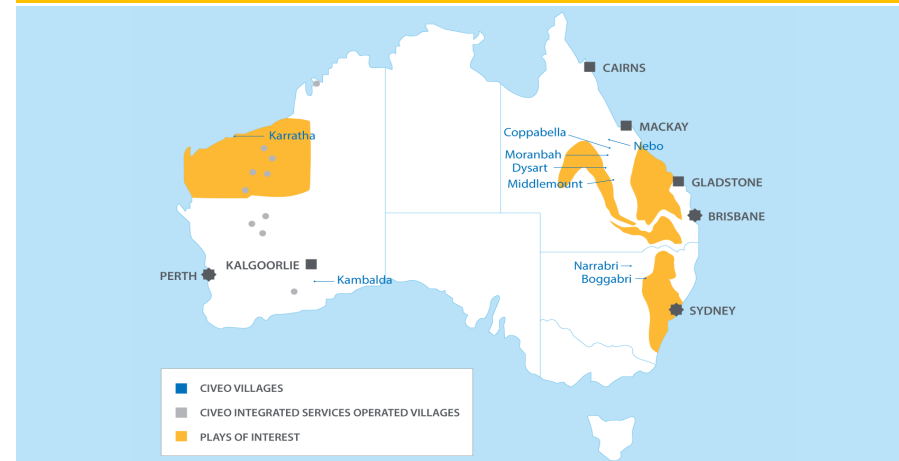 CAIRNS
MACKAY
Coppabella
Nebo
Karratha
Moranbah
Dysart
Middlemount
GLADSTONE
BRISBANE
Narrabri
Boggabri
KALGOORLIE
PERTH
Kambalda
SYDNEY
CIVEO VILLAGES
CIVEO INTEGRATED SERVICES OPERATED VILLAGES
PLAYS OF INTEREST